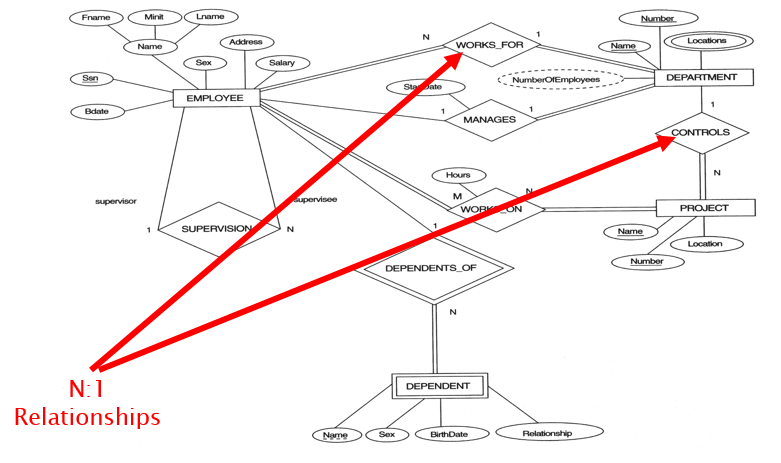 Fname
Minit
Lname
Number
Name
Address
N
WORKS_FOR
1
Name
Locations
Sex
Salary
Ssn
NumberOfEmployees
DEPARTMENT
EMPLOYEE
StartDate
Bdate
1
MANAGES
1
1
CONTROLS
Hours
N
supervisor
supervisee
M
N
WORKS_ON
PROJECT
1
SUPERVISION
N
1
Name
Location
Number
DEPENDENTS_OF
N
N:1
Relationships
DEPENDENT
Name
Sex
BirthDate
Relationship